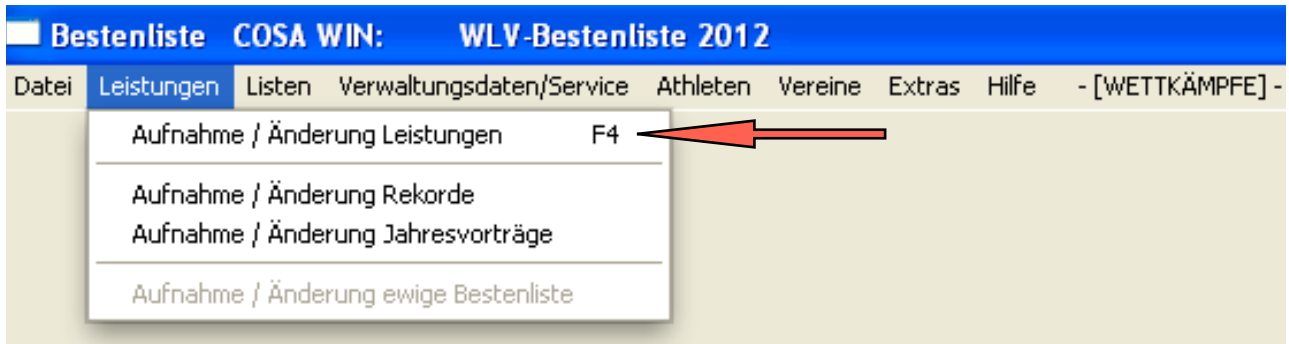 Bestenliste COSA WIN: WLV-Bestenliste 2012
Datei Leistungen Listen Verwaltungsdaten/Service Athleten Vereine Extras Hilfe - [WETTKÄMPFE] -
Aufnahme / Änderung Leistungen F4
Aufnahme / Änderung Rekorde
Aufnahme / Änderung Jahresvorträge
Aufnahme / Änderung ewige Bestenliste